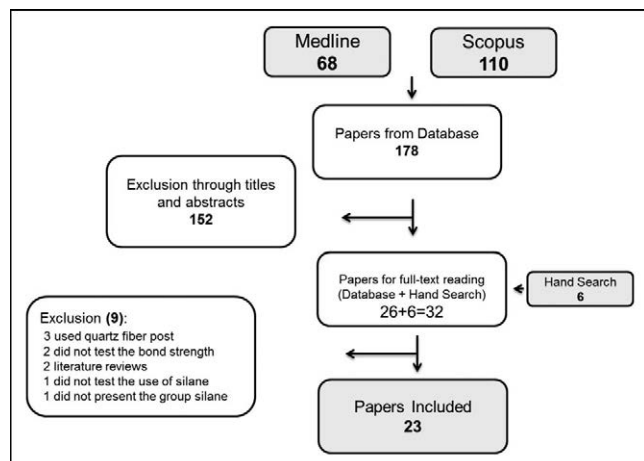 Medline
68
Scopus
110
Papers from Database
178
Exclusion through titles
and abstracts
152
Papers for full-text reading
(Database + Hand Search)
26+6=32
Hand Search
6
Exclusion (9):
3 used quartz fiber post
2 did not test the bond strength
2 literature reviews
1 did not test the use of silane
1 did not present the group silane
Papers Included
23